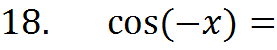 18. cos(−x) =